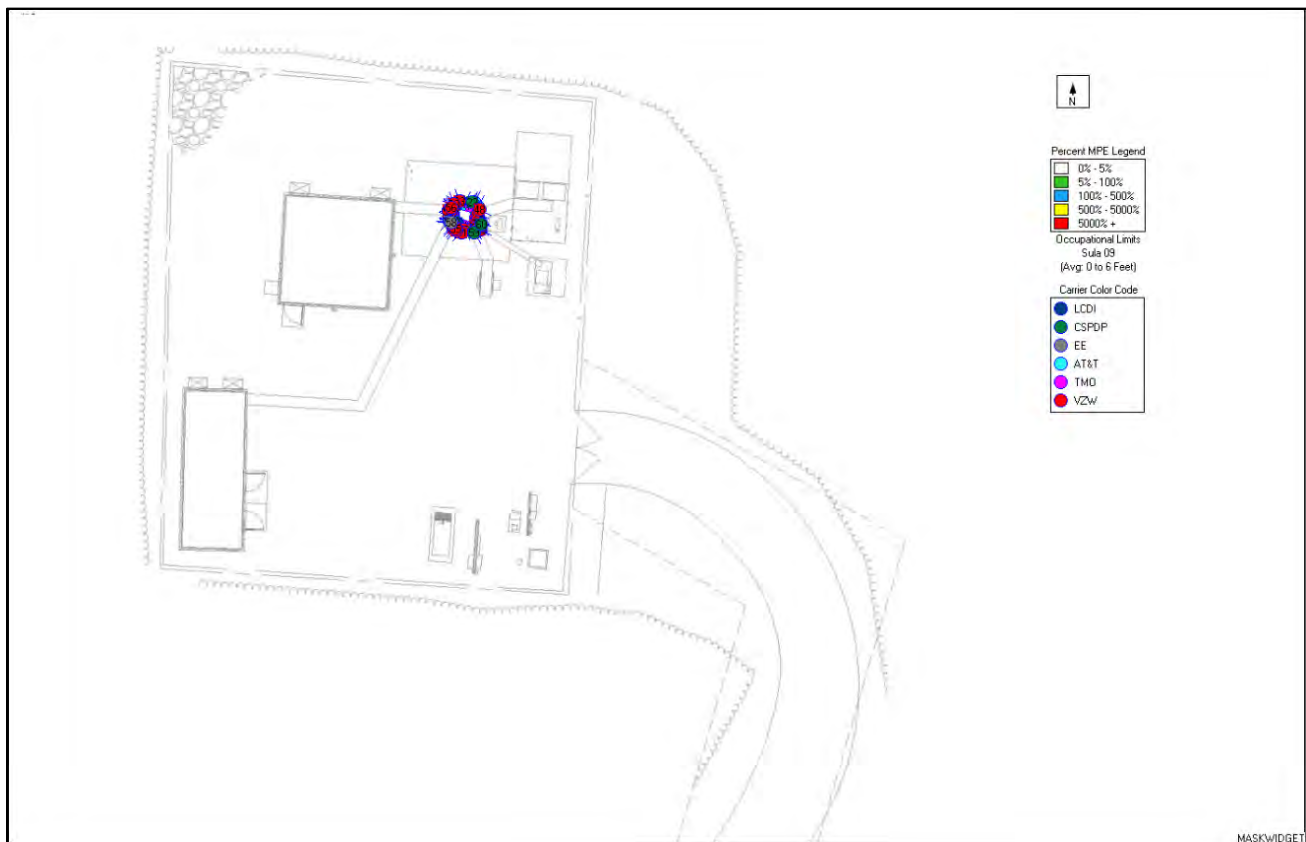 N
Percent MPE Legend
0% - 5%
5% - 100%
100% - 500%
500% - 5000%
5000% +
Occupational Limits
Sula 09
(Avg: 0 to 6 Feet)
Carrier Color Code
LCDI
CSPDP
EE
AT&T
TMO
VZW
MASKWIDGET